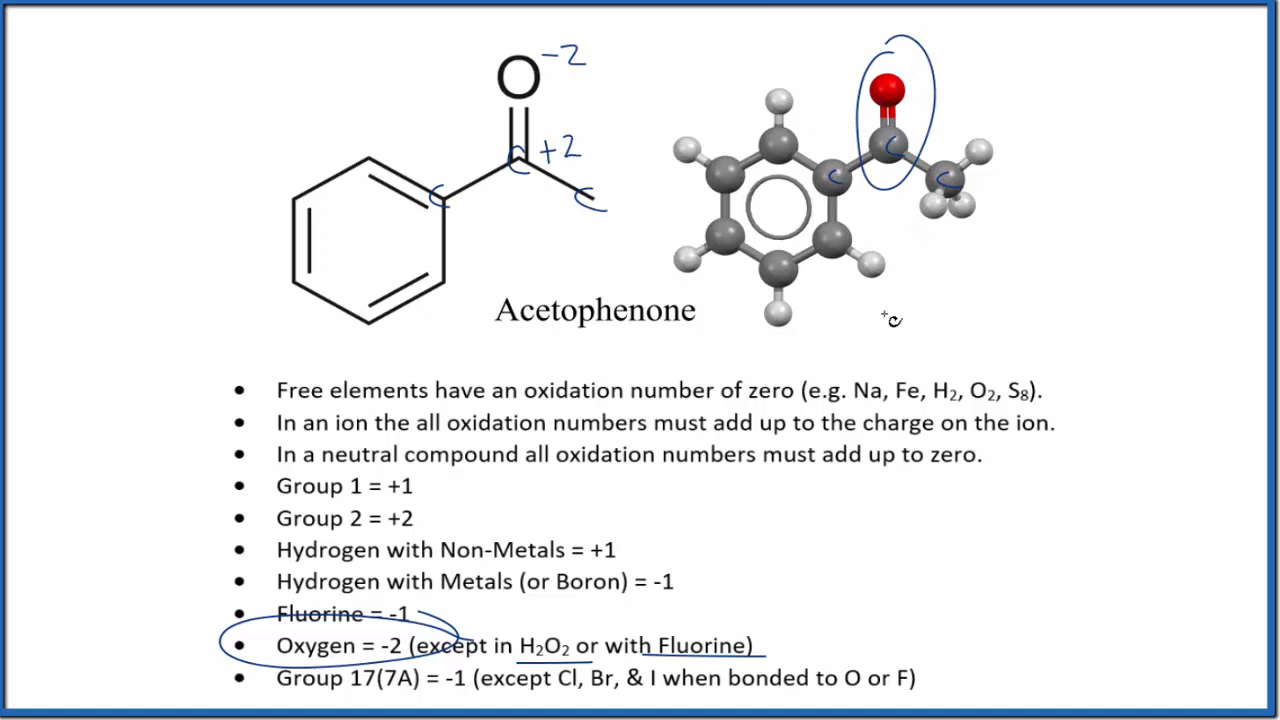 O -2
C +2
C C
C
C C
Acetophenone
• Free elements have an oxidation number of zero (e.g. Na, Fe, H₂, O₂, S₈).
• In an ion the all oxidation numbers must add up to the charge on the ion.
• In a neutral compound all oxidation numbers must add up to zero.
• Group 1 = +1
• Group 2 = +2
• Hydrogen with Non-Metals = +1
• Hydrogen with Metals (or Boron) = -1
• Fluorine = -1
• Oxygen = -2 (except in H₂O₂ or with Fluorine)
• Group 17(7A) = -1 (except Cl, Br, & I when bonded to O or F)